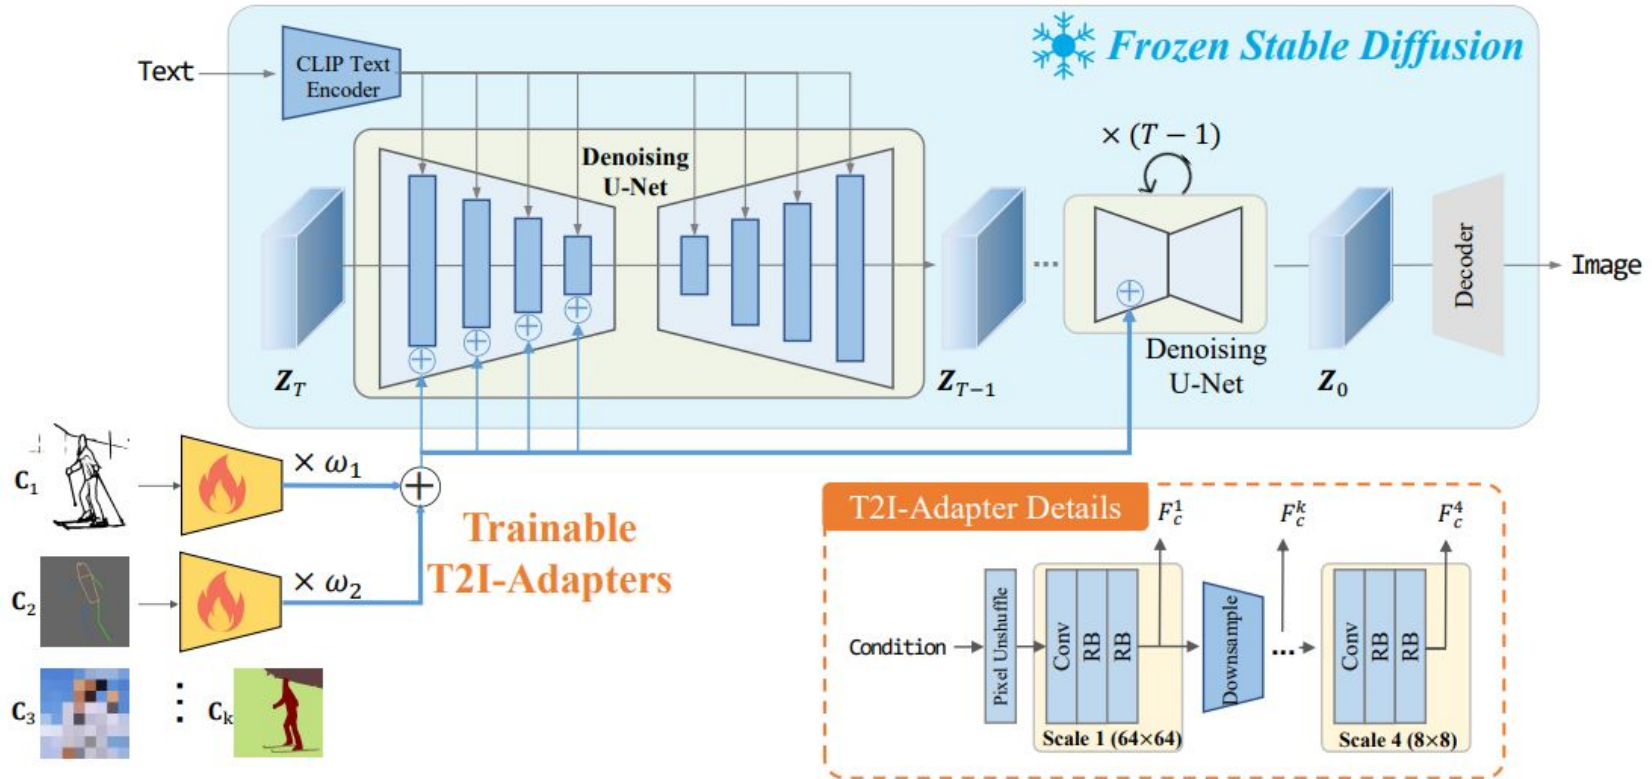 Frozen Stable Diffusion
Text
CLIP Text
Encoder
Denoising
U-Net
× (T − 1)
Z_T
Z_{T−1}
...
Denoising
U-Net
Z_0
Decoder
Image
C_1
× ω_1
+
Trainable
T2I-Adapters
C_2
× ω_2
C_3
⋮
C_k
T2I-Adapter Details
F_c^1
F_c^k
F_c^4
Condition
Pixel Unshuffle
Conv
RB
RB
Downsample
...
Conv
RB
RB
Scale 1 (64×64)
Scale 4 (8×8)